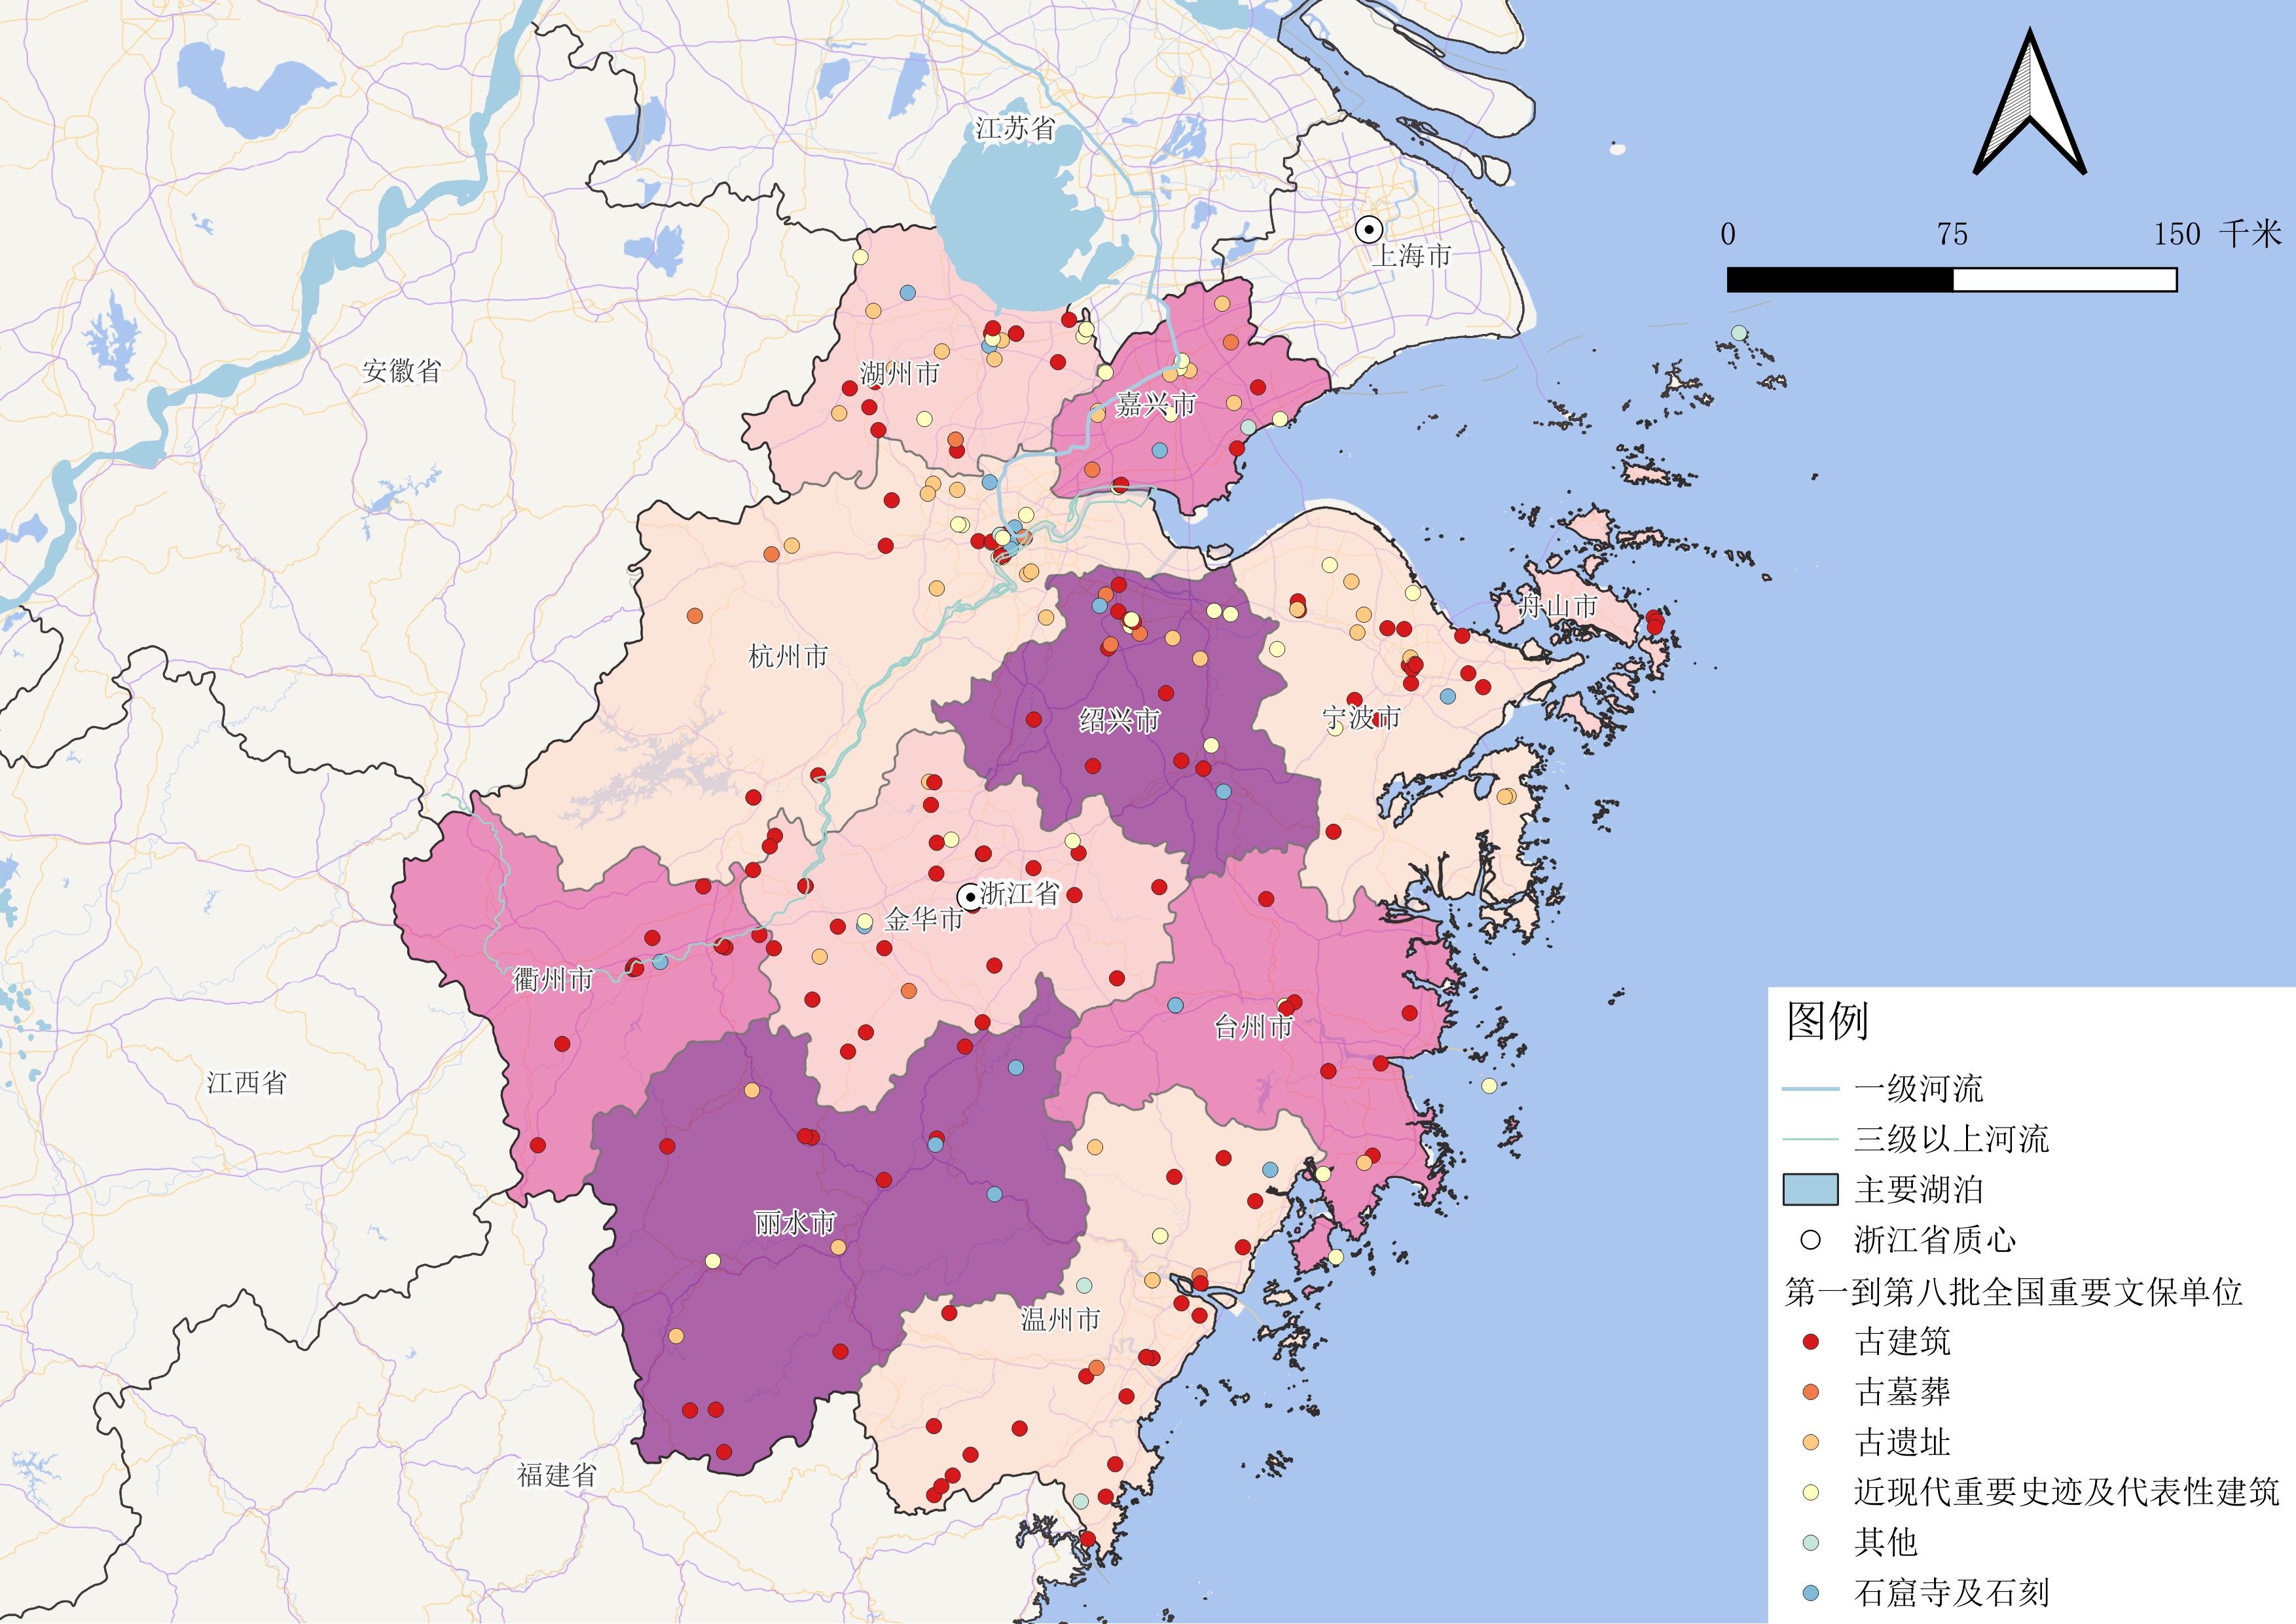 江苏省
上海市
0 75 150 千米
安徽省
湖州市
嘉兴市
舟山市
杭州市
绍兴市
宁波市
浙江省
金华市
衢州市
台州市
江西省
丽水市
温州市
福建省
图例
一级河流
三级以上河流
主要湖泊
浙江省质心
第一到第八批全国重要文保单位
古建筑
古墓葬
古遗址
近现代重要史迹及代表性建筑
其他
石窟寺及石刻